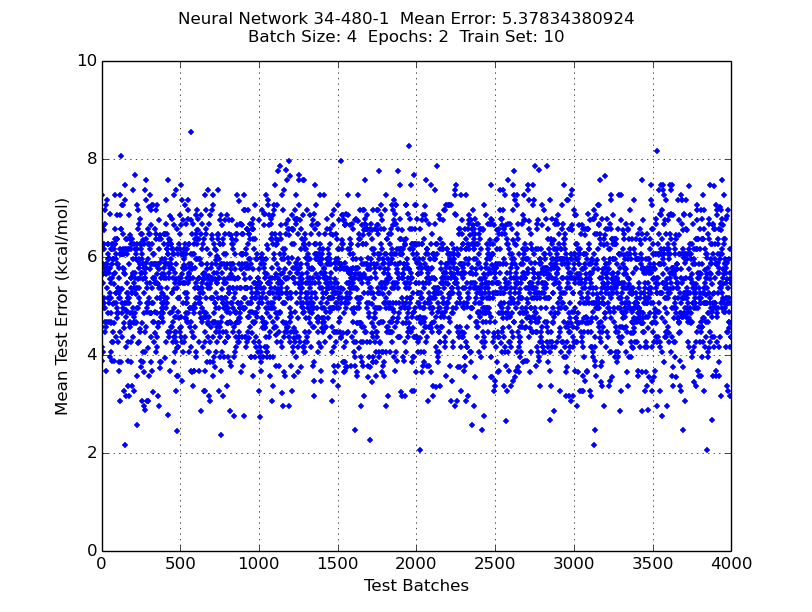 Neural Network 34-480-1  Mean Error: 5.37834380924
Batch Size: 4  Epochs: 2  Train Set: 10
Mean Test Error (kcal/mol)
10
8
6
4
2
0
0 500 1000 1500 2000 2500 3000 3500 4000
Test Batches